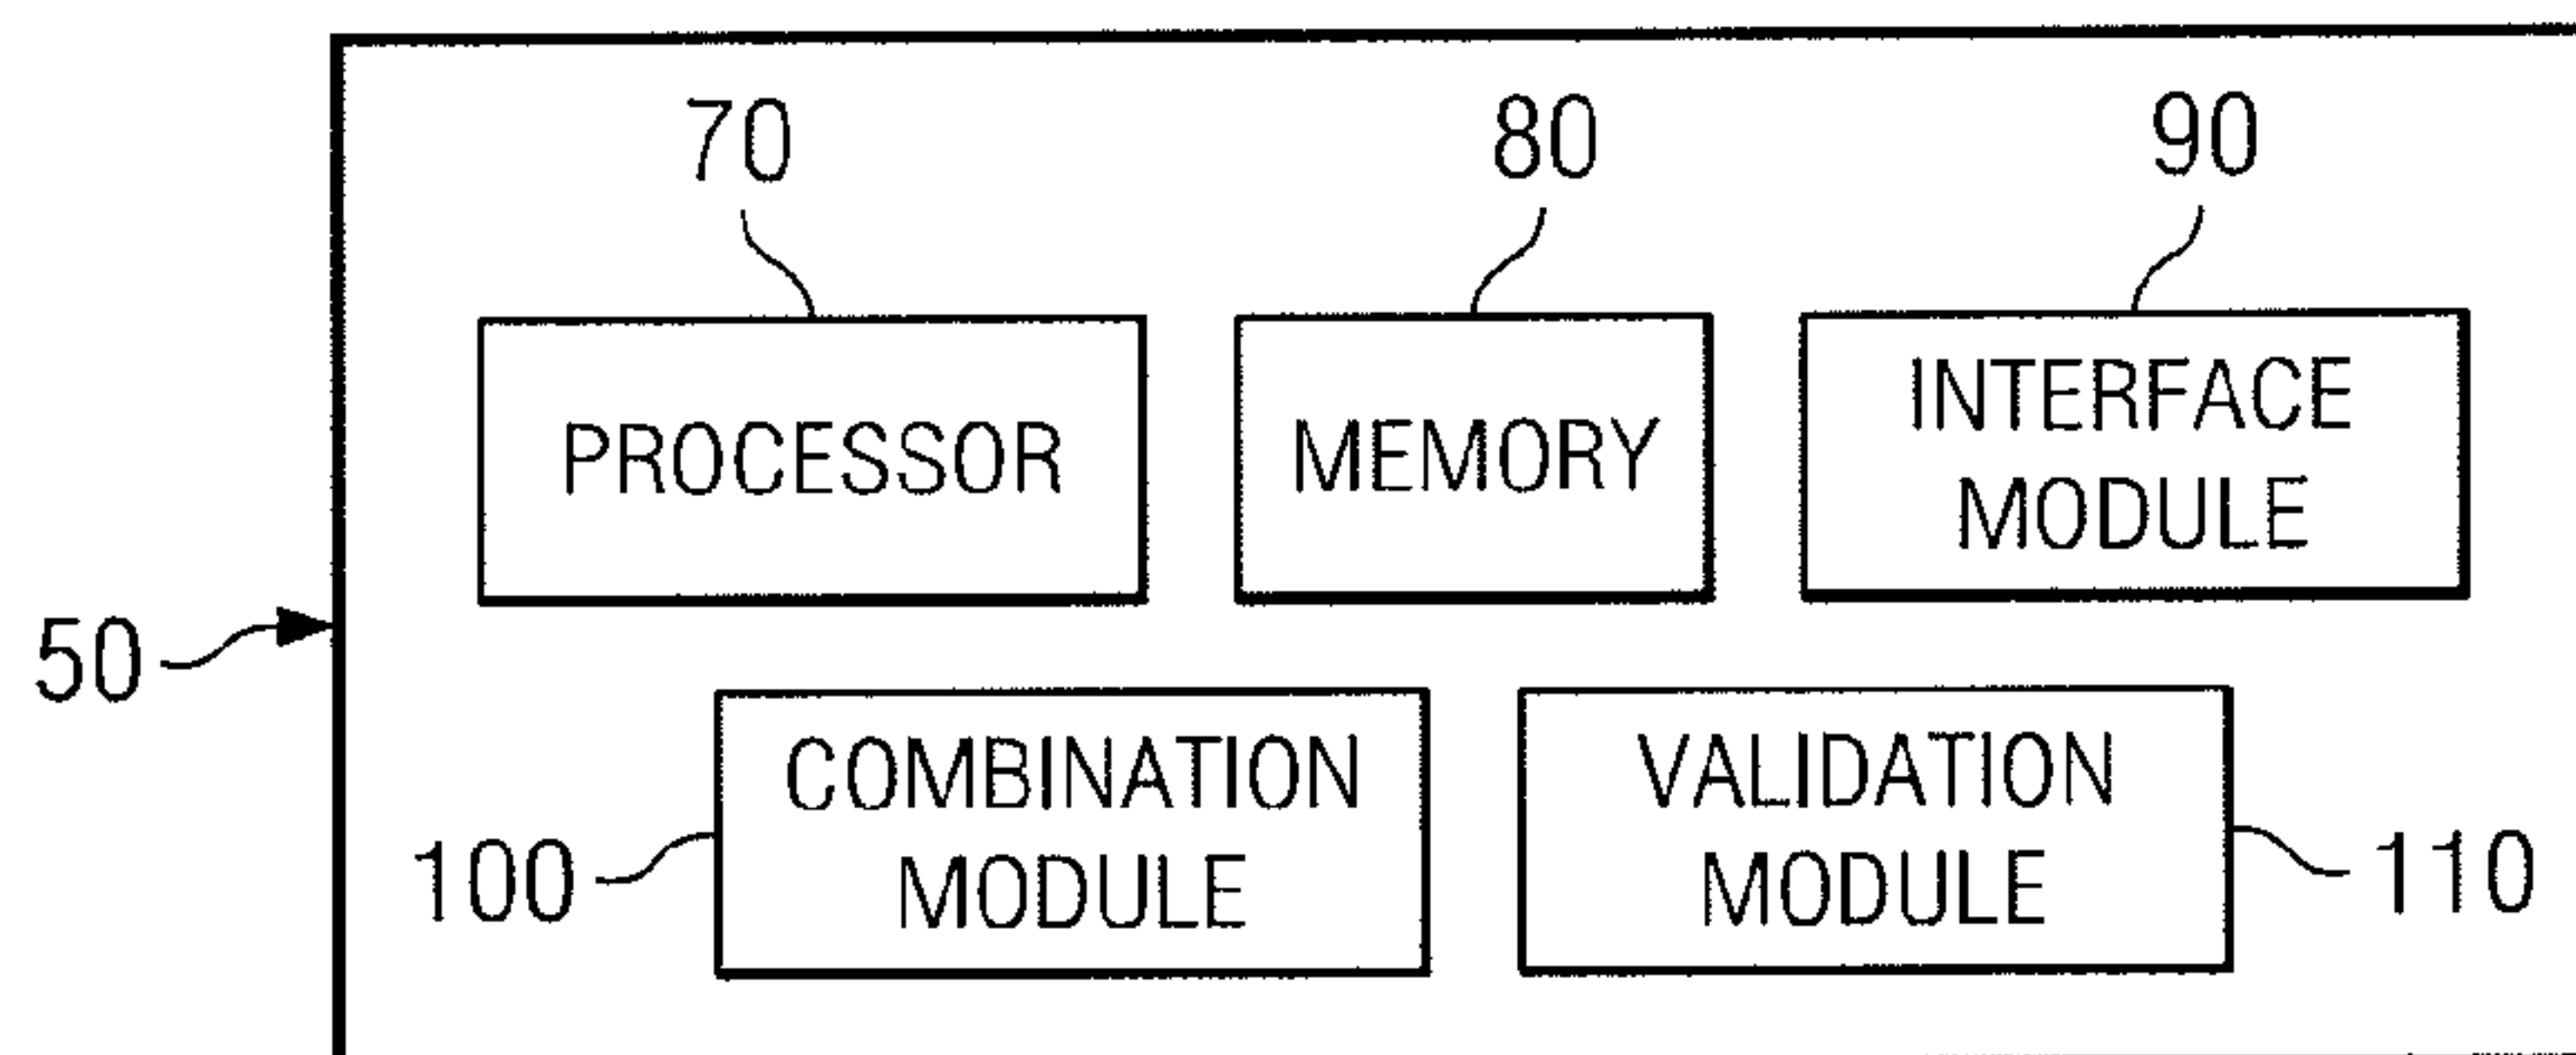 70
80
90
PROCESSOR
MEMORY
INTERFACE
MODULE
50
COMBINATION
MODULE
VALIDATION
MODULE
100
110